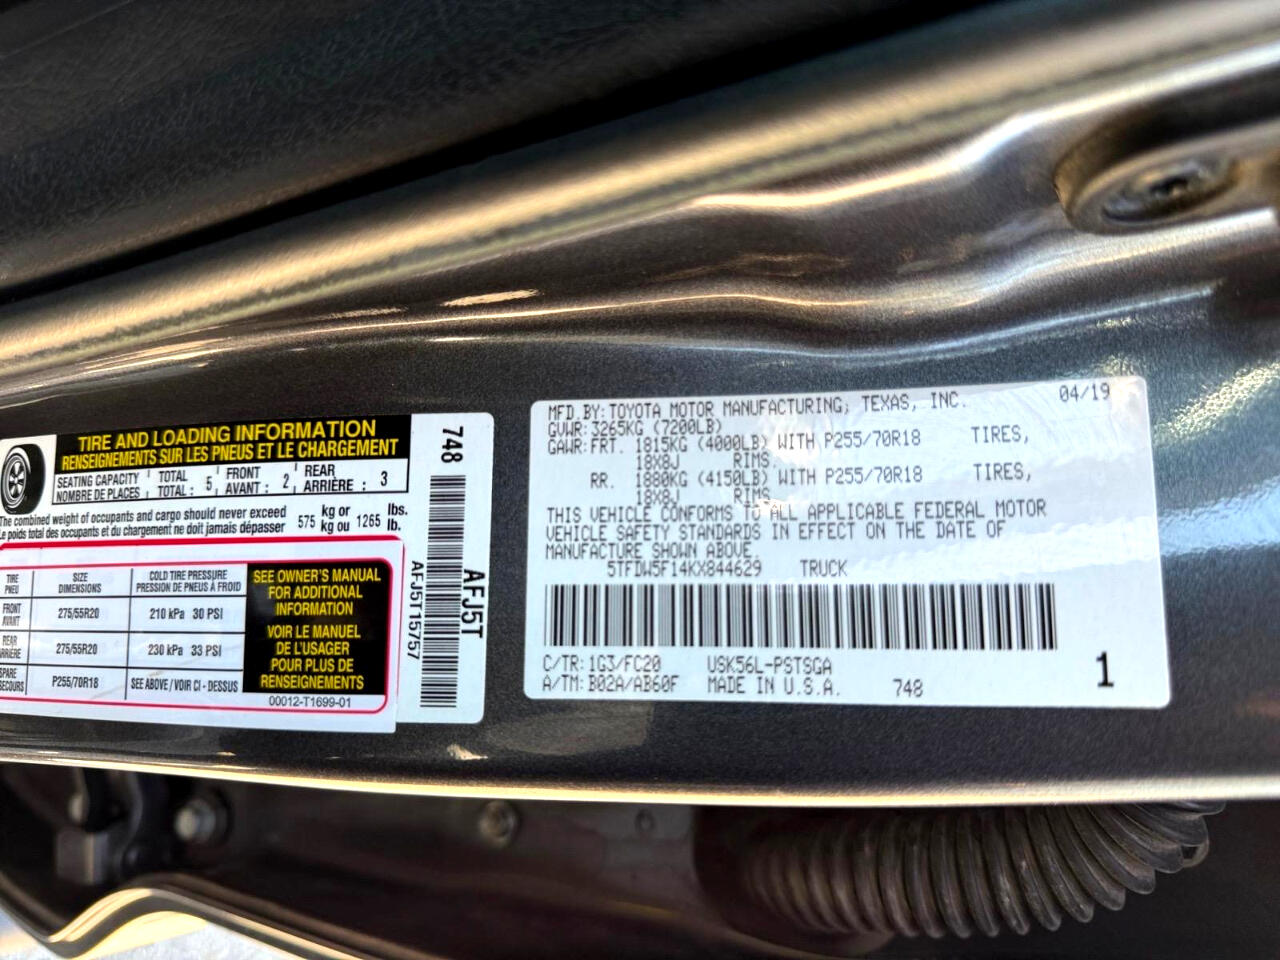 TIRE AND LOADING INFORMATION
RENSEIGNEMENTS SUR LES PNEUS ET LE CHARGEMENT
SEATING CAPACITY TOTAL FRONT REAR
NOMBRE DE PLACES TOTAL : 5 AVANT : 2 ARRIÈRE : 3
The combined weight of occupants and cargo should never exceed 575 kg or 1265 lbs.
Le poids total des occupants et du chargement ne doit jamais dépasser kg ou lb.
TIRE SIZE COLD TIRE PRESSURE
PNEU DIMENSIONS PRESSION DE PNEUS À FROID
FRONT
AVANT 275/55R20 210 kPa 30 PSI
REAR
ARRIÈRE 275/55R20 230 kPa 33 PSI
SPARE
SECOURS P255/70R18 SEE ABOVE / VOIR CI - DESSUS
SEE OWNER'S MANUAL
FOR ADDITIONAL
INFORMATION
VOIR LE MANUEL
DE L'USAGER
POUR PLUS DE
RENSEIGNEMENTS
00012-T1699-01
748
AFJ5T
AFJ5T15757
MFD.BY:TOYOTA MOTOR MANUFACTURING, TEXAS, INC. 04/19
GVWR:3265KG (7200LB)
GAWR:FRT. 1815KG (4000LB) WITH P255/70R18 TIRES,
18X8J RIMS.
RR. 1880KG (4150LB) WITH P255/70R18 TIRES,
18X8J RIMS.
THIS VEHICLE CONFORMS TO ALL APPLICABLE FEDERAL MOTOR
VEHICLE SAFETY STANDARDS IN EFFECT ON THE DATE OF
MANUFACTURE SHOWN ABOVE.
5TFDW5F14KX844629 TRUCK
C/TR:1G3/FC20 USK56L-PSTSGA
A/TM:B02A/AB60F MADE IN U.S.A. 748
1